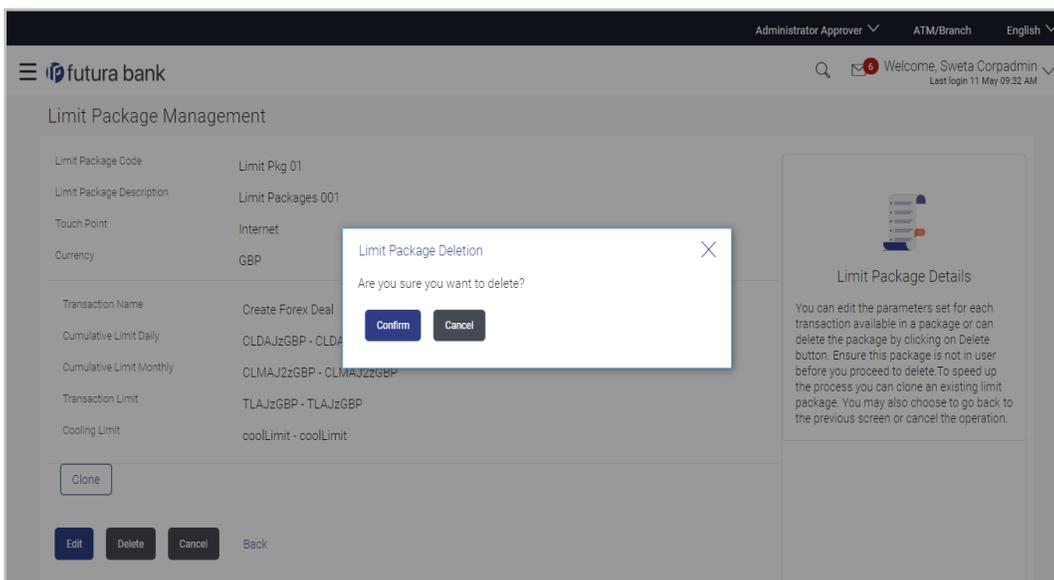 Administrator Approver ATM/Branch English
futura bank
6 Welcome, Sweta Corpadmin
Last login 11 May 09:32 AM
Limit Package Management
Limit Package Code Limit Pkg 01
Limit Package Description Limit Packages 001
Touch Point Internet
Currency GBP
Transaction Name Create Forex Deal
Cumulative Limit Daily CLDAJzGBP - CLDA
Cumulative Limit Monthly CLMAJ2zGBP - CLMAJ2zGBP
Transaction Limit TLAJzGBP - TLAJzGBP
Cooling Limit coolLimit - coolLimit
Clone
Edit Delete Cancel Back
Limit Package Deletion
Are you sure you want to delete?
Confirm Cancel
Limit Package Details
You can edit the parameters set for each
transaction available in a package or can
delete the package by clicking on Delete
button. Ensure this package is not in user
before you proceed to delete.To speed up
the process you can clone an existing limit
package. You may also choose to go back to
the previous screen or cancel the operation.